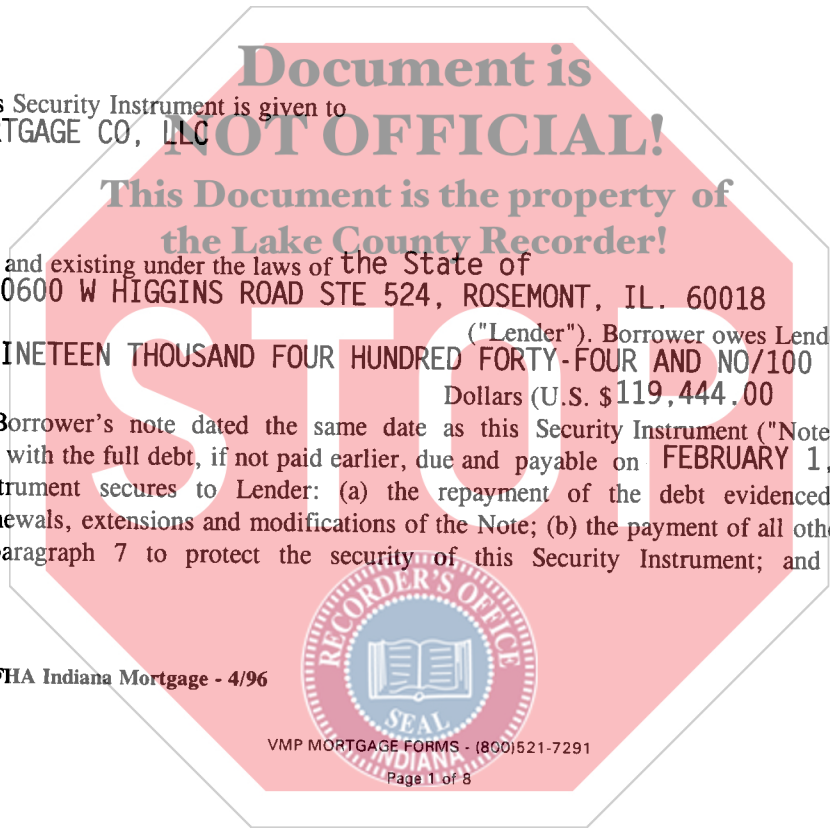 Document is
s Security Instrument is given to
TGAGE CO, LLC
NOT OFFICIAL!
This Document is the property of
the Lake County Recorder!
and existing under the laws of the State of
0600 W HIGGINS ROAD STE 524, ROSEMONT, IL. 60018
("Lender"). Borrower owes Lend
INETEEN THOUSAND FOUR HUNDRED FORTY-FOUR AND NO/100
Dollars (U.S. $119,444.00
Borrower's note dated the same date as this Security Instrument ("Note
with the full debt, if not paid earlier, due and payable on FEBRUARY 1,
trument secures to Lender: (a) the repayment of the debt evidenced
ewals, extensions and modifications of the Note; (b) the payment of all othe
aragraph 7 to protect the security of this Security Instrument; and
STOP
RECORDER'S OFFICE
SEAL
INDIANA
FHA Indiana Mortgage - 4/96
VMP MORTGAGE FORMS - (800)521-7291
Page 1 of 8